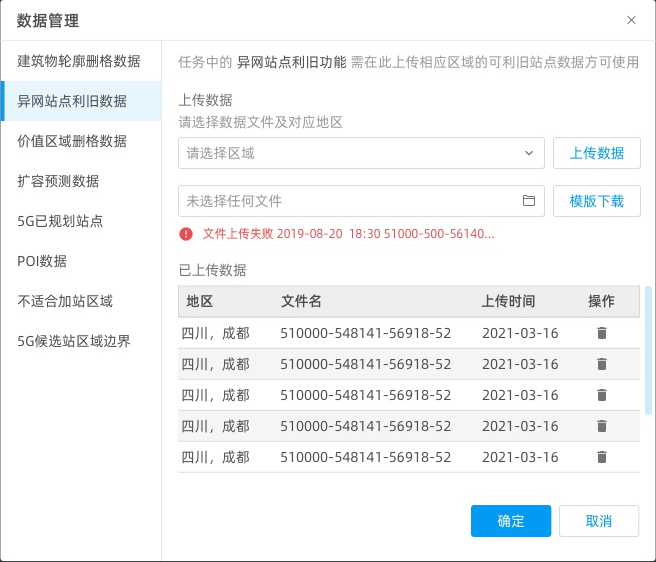 数据管理
建筑物轮廓删格数据
异网站点利旧数据
价值区域删格数据
扩容预测数据
5G已规划站点
POI数据
不适合加站区域
5G候选站区域边界
任务中的 异网站点利旧功能 需在此上传相应区域的可利旧站点数据方可使用
上传数据
请选择数据文件及对应地区
请选择区域 上传数据
未选择任何文件 模版下载
文件上传失败 2019-08-20 18:30 51000-500-56140...
已上传数据
地区 文件名 上传时间 操作
四川，成都 510000-548141-56918-52 2021-03-16
四川，成都 510000-548141-56918-52 2021-03-16
四川，成都 510000-548141-56918-52 2021-03-16
四川，成都 510000-548141-56918-52 2021-03-16
四川，成都 510000-548141-56918-52 2021-03-16
确定 取消